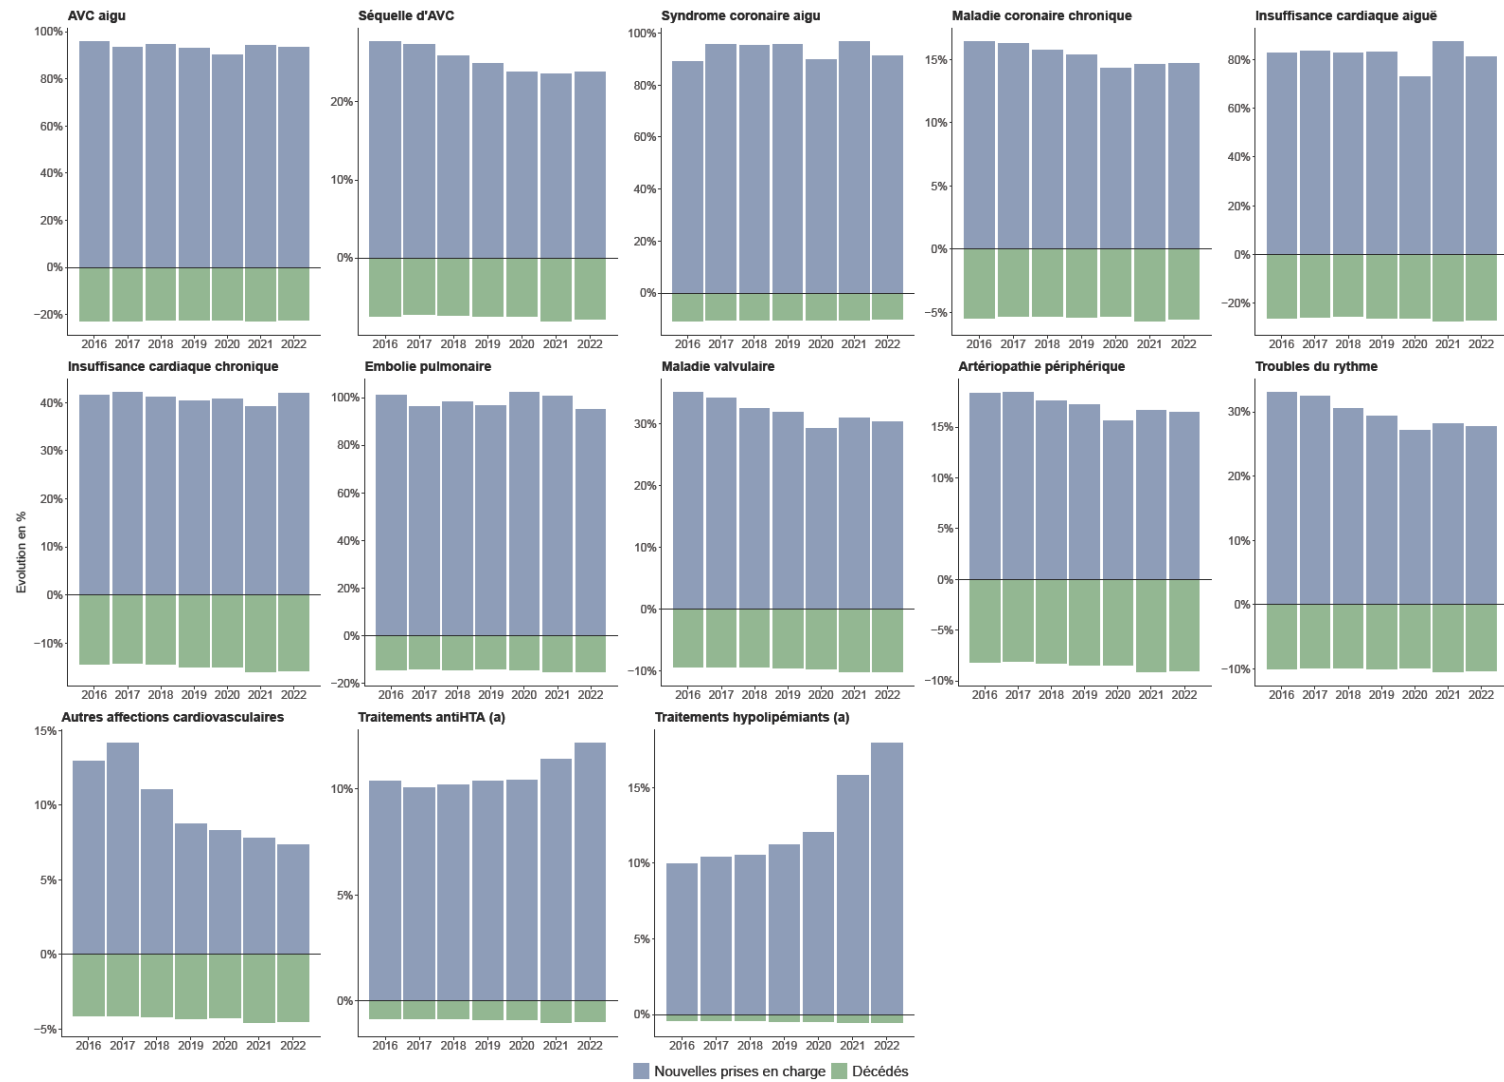 AVC aigu
100%
80%
60%
40%
20%
0%
−20%
2016 2017 2018 2019 2020 2021 2022
Séquelle d'AVC
20%
10%
0%
2016 2017 2018 2019 2020 2021 2022
Syndrome coronaire aigu
100%
80%
60%
40%
20%
0%
2016 2017 2018 2019 2020 2021 2022
Maladie coronaire chronique
15%
10%
5%
0%
−5%
2016 2017 2018 2019 2020 2021 2022
Insuffisance cardiaque aiguë
80%
60%
40%
20%
0%
−20%
2016 2017 2018 2019 2020 2021 2022
Evolution en %
Insuffisance cardiaque chronique
40%
30%
20%
10%
0%
−10%
2016 2017 2018 2019 2020 2021 2022
Embolie pulmonaire
100%
80%
60%
40%
20%
0%
−20%
2016 2017 2018 2019 2020 2021 2022
Maladie valvulaire
30%
20%
10%
0%
−10%
2016 2017 2018 2019 2020 2021 2022
Artériopathie périphérique
15%
10%
5%
0%
−5%
−10%
2016 2017 2018 2019 2020 2021 2022
Troubles du rythme
30%
20%
10%
0%
−10%
2016 2017 2018 2019 2020 2021 2022
Autres affections cardiovasculaires
15%
10%
5%
0%
−5%
2016 2017 2018 2019 2020 2021 2022
Traitements antiHTA (a)
10%
5%
0%
2016 2017 2018 2019 2020 2021 2022
Traitements hypolipémiants (a)
15%
10%
5%
0%
2016 2017 2018 2019 2020 2021 2022
Nouvelles prises en charge Décédés